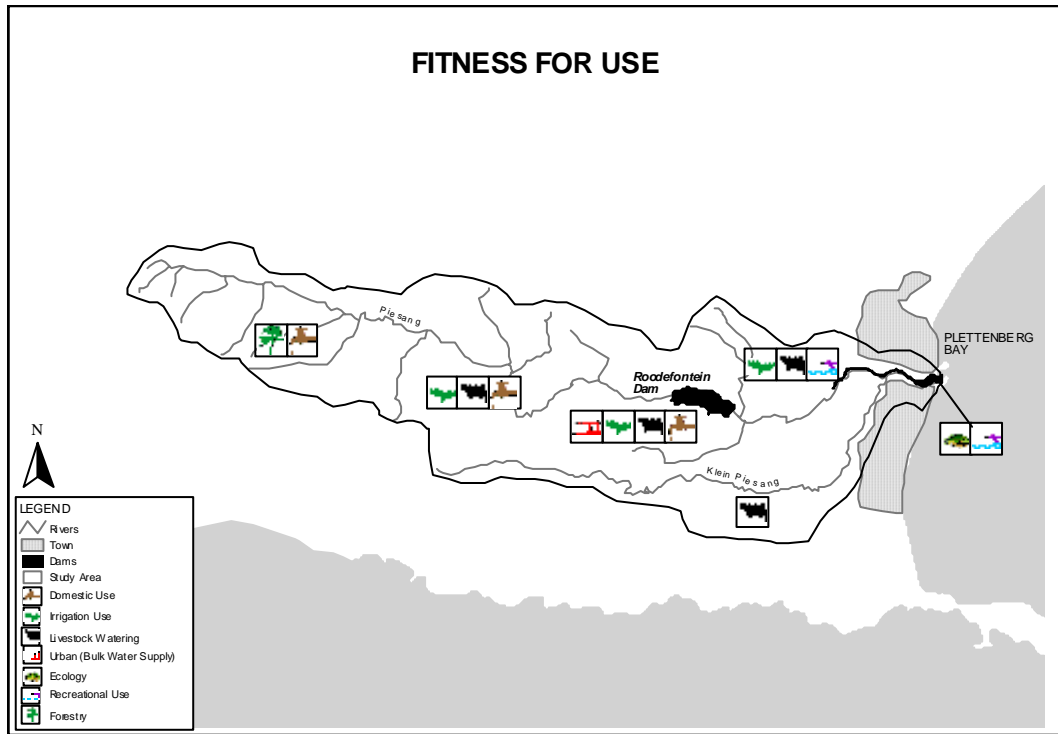 FITNESS FOR USE
Piesang
PLETTENBERG
BAY
Roodefontein
Dam
Klein Piesang
N
LEGEND
Rivers
Town
Dams
Study Area
Domestic Use
Irrigation Use
Livestock Watering
Urban (Bulk Water Supply)
Ecology
Recreational Use
Forestry